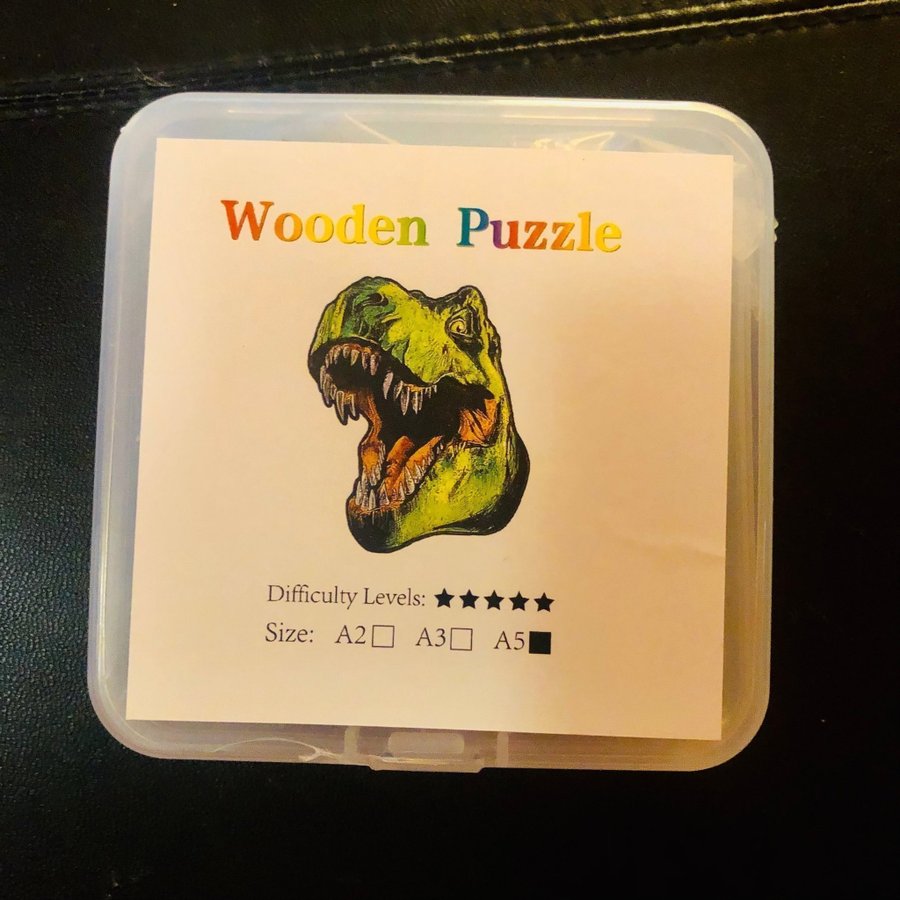 Wooden Puzzle
Difficulty Levels: ★★★★★
Size: A2□ A3□ A5■